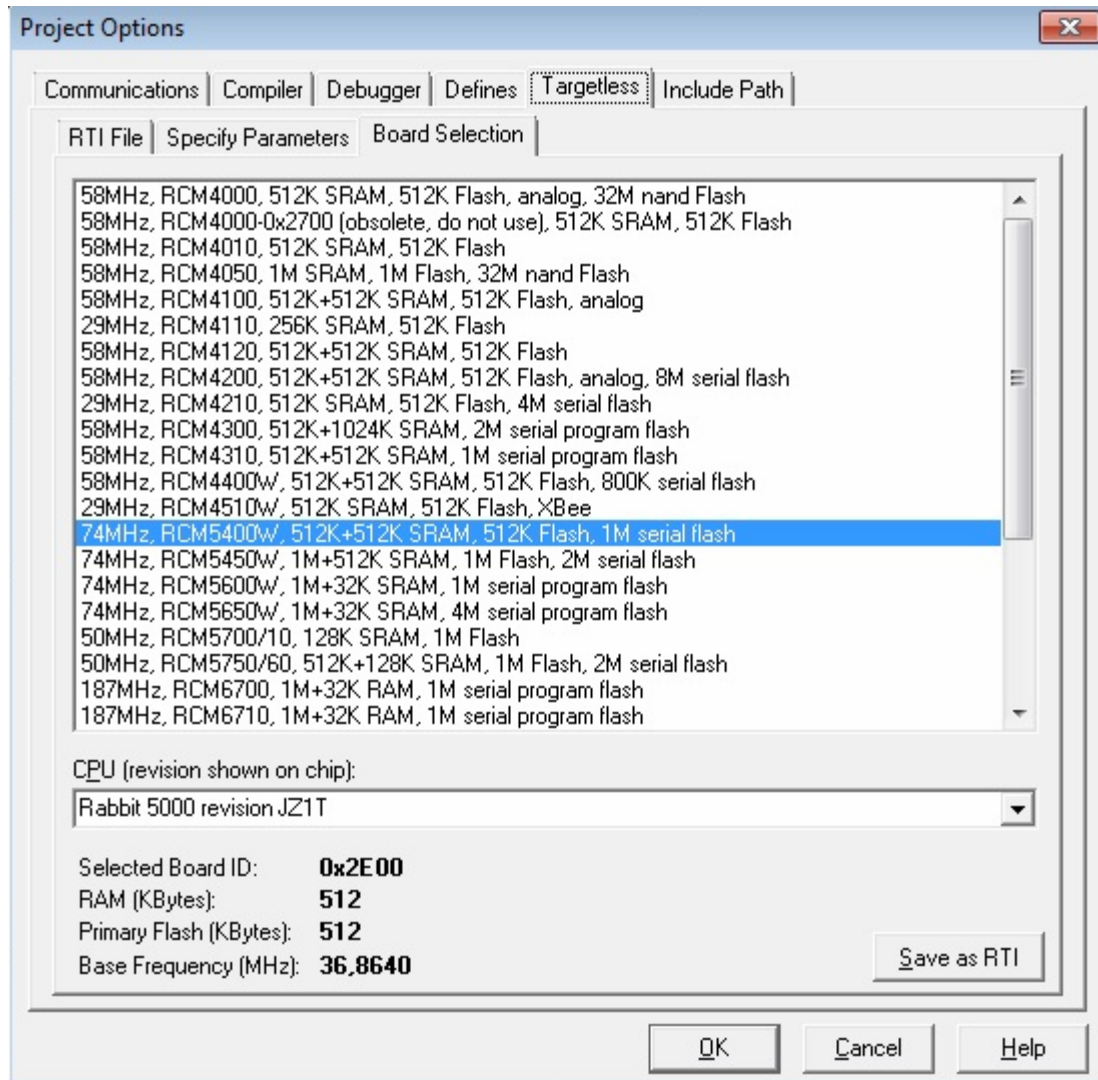 Project Options
Communications Compiler Debugger Defines Targetless Include Path
RTI File Specify Parameters Board Selection
58MHz, RCM4000, 512K SRAM, 512K Flash, analog, 32M nand Flash
58MHz, RCM4000-0x2700 (obsolete, do not use), 512K SRAM, 512K Flash
58MHz, RCM4010, 512K SRAM, 512K Flash
58MHz, RCM4050, 1M SRAM, 1M Flash, 32M nand Flash
58MHz, RCM4100, 512K+512K SRAM, 512K Flash, analog
29MHz, RCM4110, 256K SRAM, 512K Flash
58MHz, RCM4120, 512K+512K SRAM, 512K Flash
58MHz, RCM4200, 512K+512K SRAM, 512K Flash, analog, 8M serial flash
29MHz, RCM4210, 512K SRAM, 512K Flash, 4M serial flash
58MHz, RCM4300, 512K+1024K SRAM, 2M serial program flash
58MHz, RCM4310, 512K+512K SRAM, 1M serial program flash
58MHz, RCM4400W, 512K+512K SRAM, 512K Flash, 800K serial flash
29MHz, RCM4510W, 512K SRAM, 512K Flash, XBee
74MHz, RCM5400W, 512K+512K SRAM, 512K Flash, 1M serial flash
74MHz, RCM5450W, 1M+512K SRAM, 1M Flash, 2M serial flash
74MHz, RCM5600W, 1M+32K SRAM, 1M serial program flash
74MHz, RCM5650W, 1M+32K SRAM, 4M serial program flash
50MHz, RCM5700/10, 128K SRAM, 1M Flash
50MHz, RCM5750/60, 512K+128K SRAM, 1M Flash, 2M serial flash
187MHz, RCM6700, 1M+32K RAM, 1M serial program flash
187MHz, RCM6710, 1M+32K RAM, 1M serial program flash
CPU (revision shown on chip):
Rabbit 5000 revision JZ1T
Selected Board ID: 0x2E00
RAM (KBytes): 512
Primary Flash (KBytes): 512
Base Frequency (MHz): 36,8640
Save as RTI
OK Cancel Help